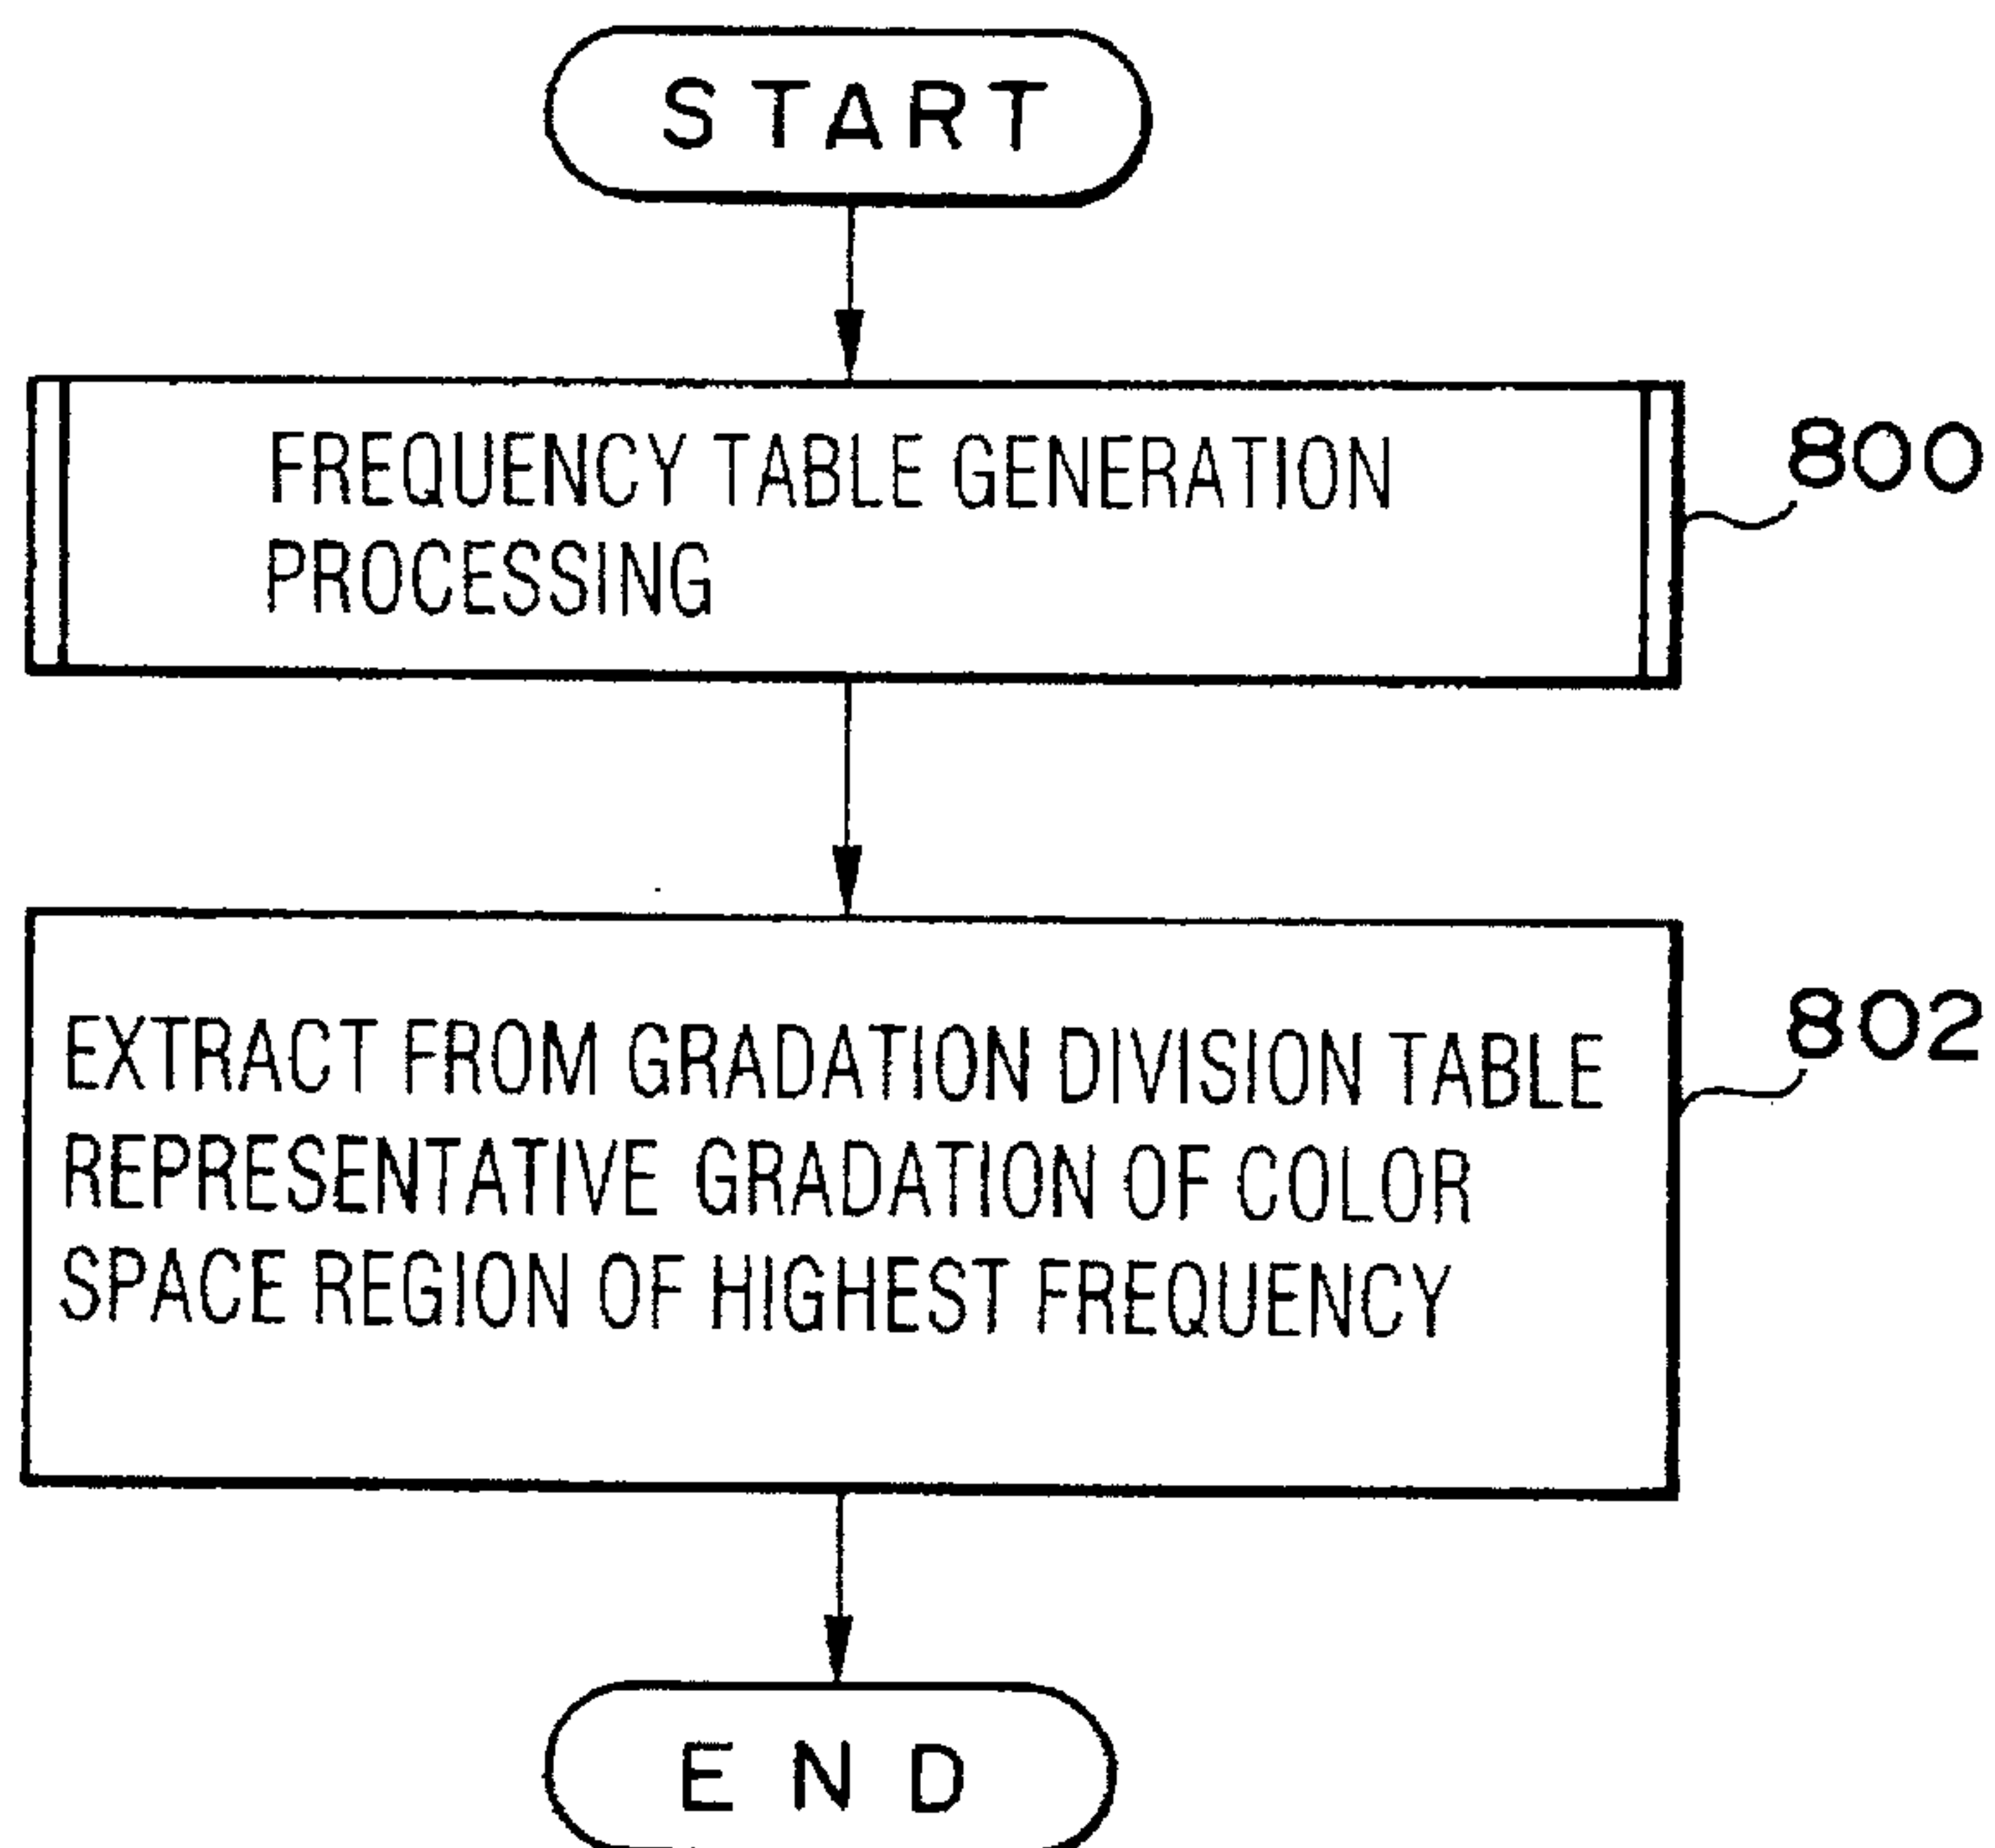 START
FREQUENCY TABLE GENERATION
PROCESSING
800
EXTRACT FROM GRADATION DIVISION TABLE
REPRESENTATIVE GRADATION OF COLOR
SPACE REGION OF HIGHEST FREQUENCY
802
END